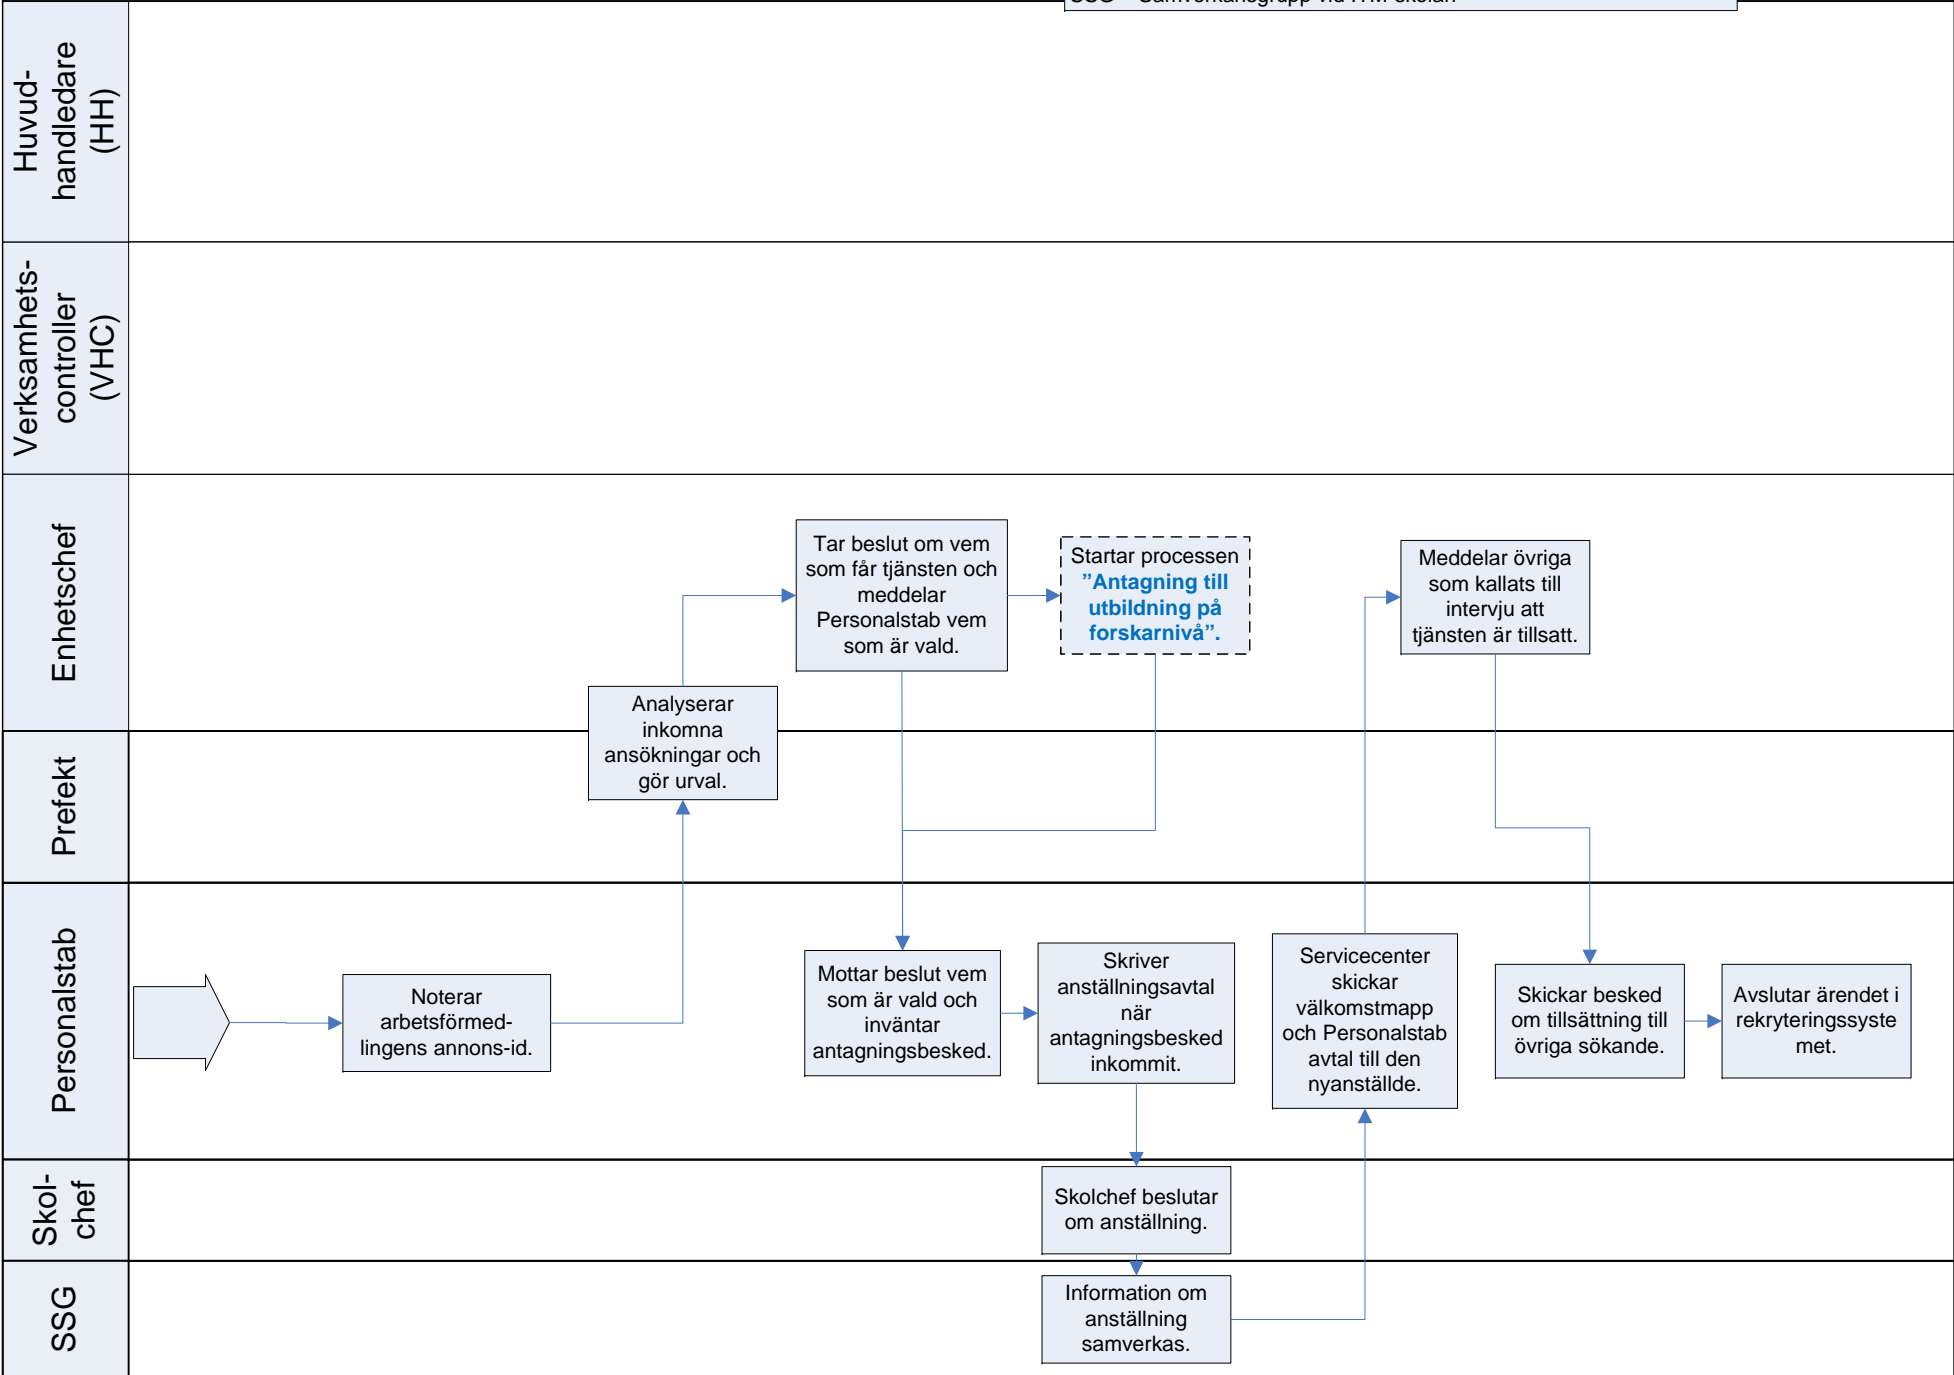 Huvud-
handledare
(HH)
Verksamhets-
controller
(VHC)
Enhetschef
Tar beslut om vem
som får tjänsten och
meddelar
Personalstab vem
som är vald.
Startar processen
”Antagning till
utbildning på
forskarnivå”.
Meddelar övriga
som kallats till
intervju att
tjänsten är tillsatt.
Analyserar
inkomna
ansökningar och
gör urval.
Prefekt
Personalstab
Noterar
arbetsförmed-
lingens annons-id.
Mottar beslut vem
som är vald och
inväntar
antagningsbesked.
Skriver
anställningsavtal
när
antagningsbesked
inkommit.
Servicecenter
skickar
välkomstmapp
och Personalstab
avtal till den
nyanställde.
Skickar besked
om tillsättning till
övriga sökande.
Avslutar ärendet i
rekryteringssyste
met.
Skol-
chef
Skolchef beslutar
om anställning.
SSG
Information om
anställning
samverkas.